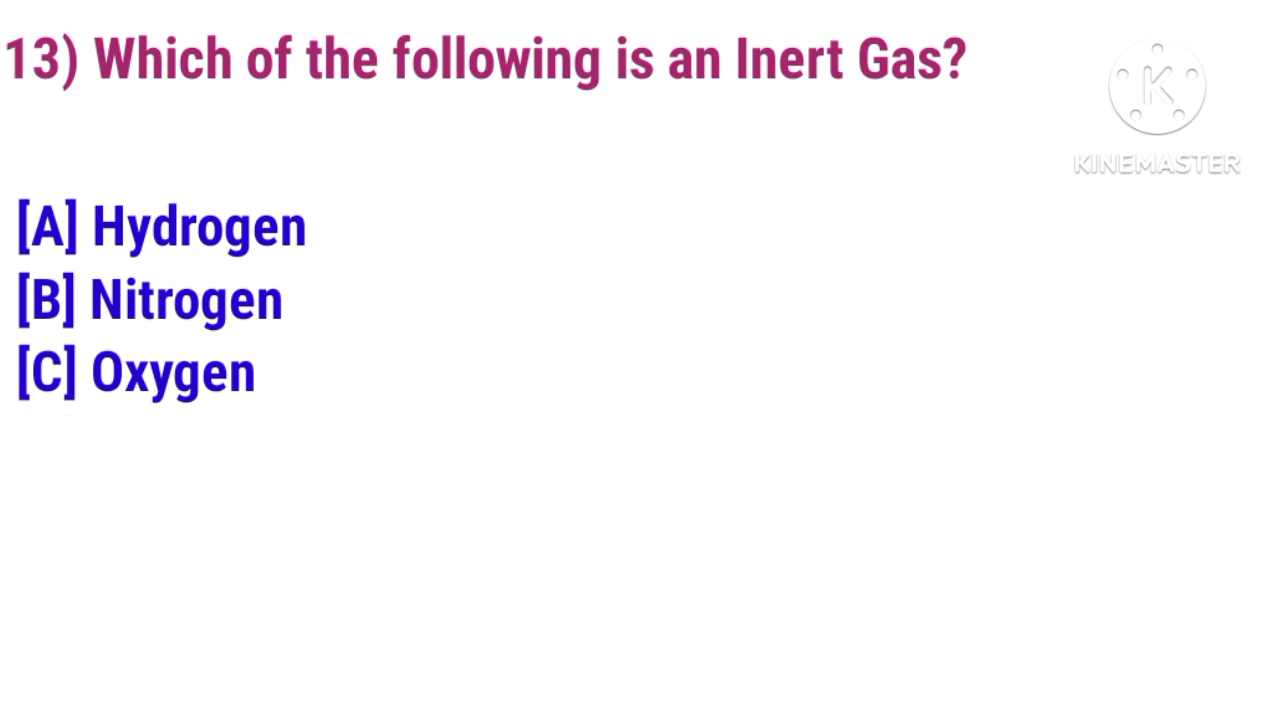 13) Which of the following is an Inert Gas?
KINEMASTER
[A] Hydrogen
[B] Nitrogen
[C] Oxygen